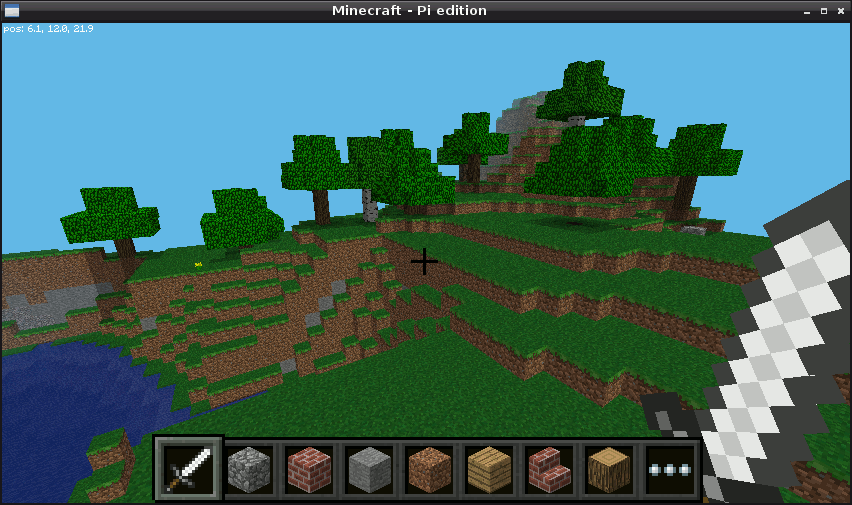 Minecraft - Pi edition
pos: 6.1, 12.0, 21.9